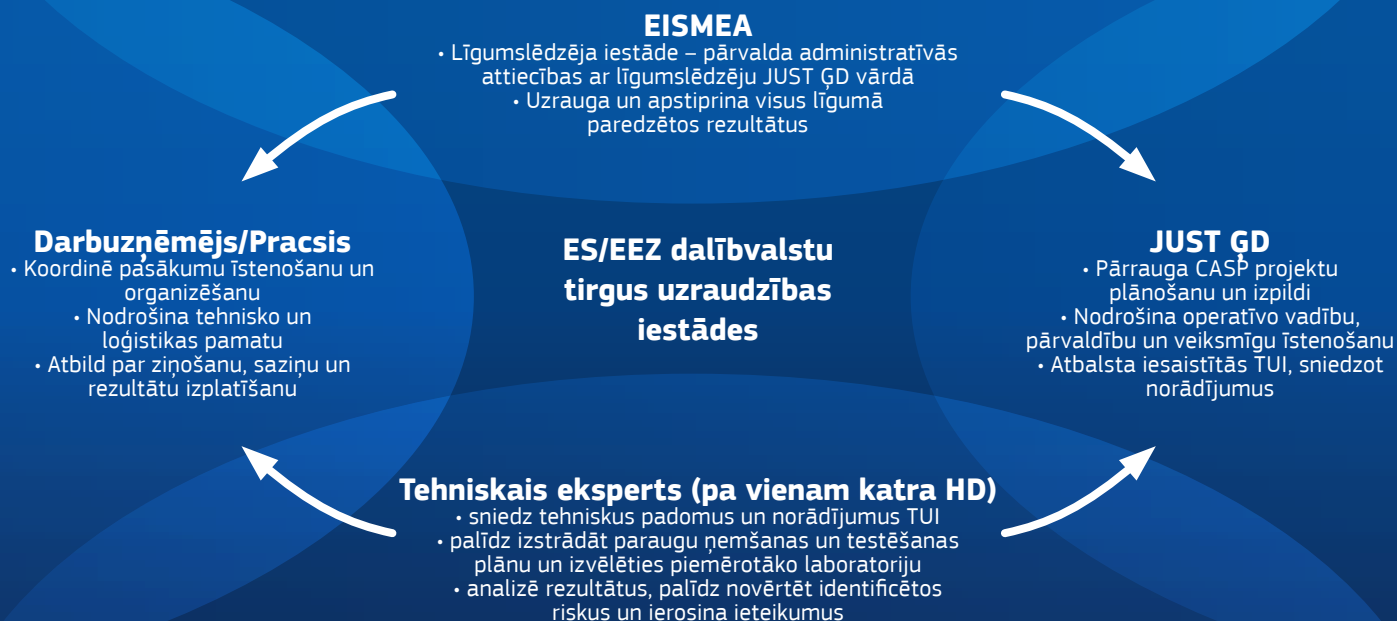 EISMEA
• Līgumslēdzēja iestāde – pārvalda administratīvās
attiecības ar līgumslēdzēju JUST ĢD vārdā
• Uzrauga un apstiprina visus līgumā
paredzētos rezultātus
Darbuzņēmējs/Pracsis
• Koordinē pasākumu īstenošanu un
organizēšanu
• Nodrošina tehnisko un
loģistikas pamatu
• Atbild par ziņošanu, saziņu un
rezultātu izplatīšanu
ES/EEZ dalībvalstu
tirgus uzraudzības
iestādes
JUST ĢD
• Pārrauga CASP projektu
plānošanu un izpildi
• Nodrošina operatīvo vadību,
pārvaldību un veiksmīgu īstenošanu
• Atbalsta iesaistītās TUI, sniedzot
norādījumus
Tehniskais eksperts (pa vienam katra HD)
• sniedz tehniskus padomus un norādījumus TUI
• palīdz izstrādāt paraugu ņemšanas un testēšanas
plānu un izvēlēties piemērotāko laboratoriju
• analizē rezultātus, palīdz novērtēt identificētos
riskus un ierosina ieteikumus